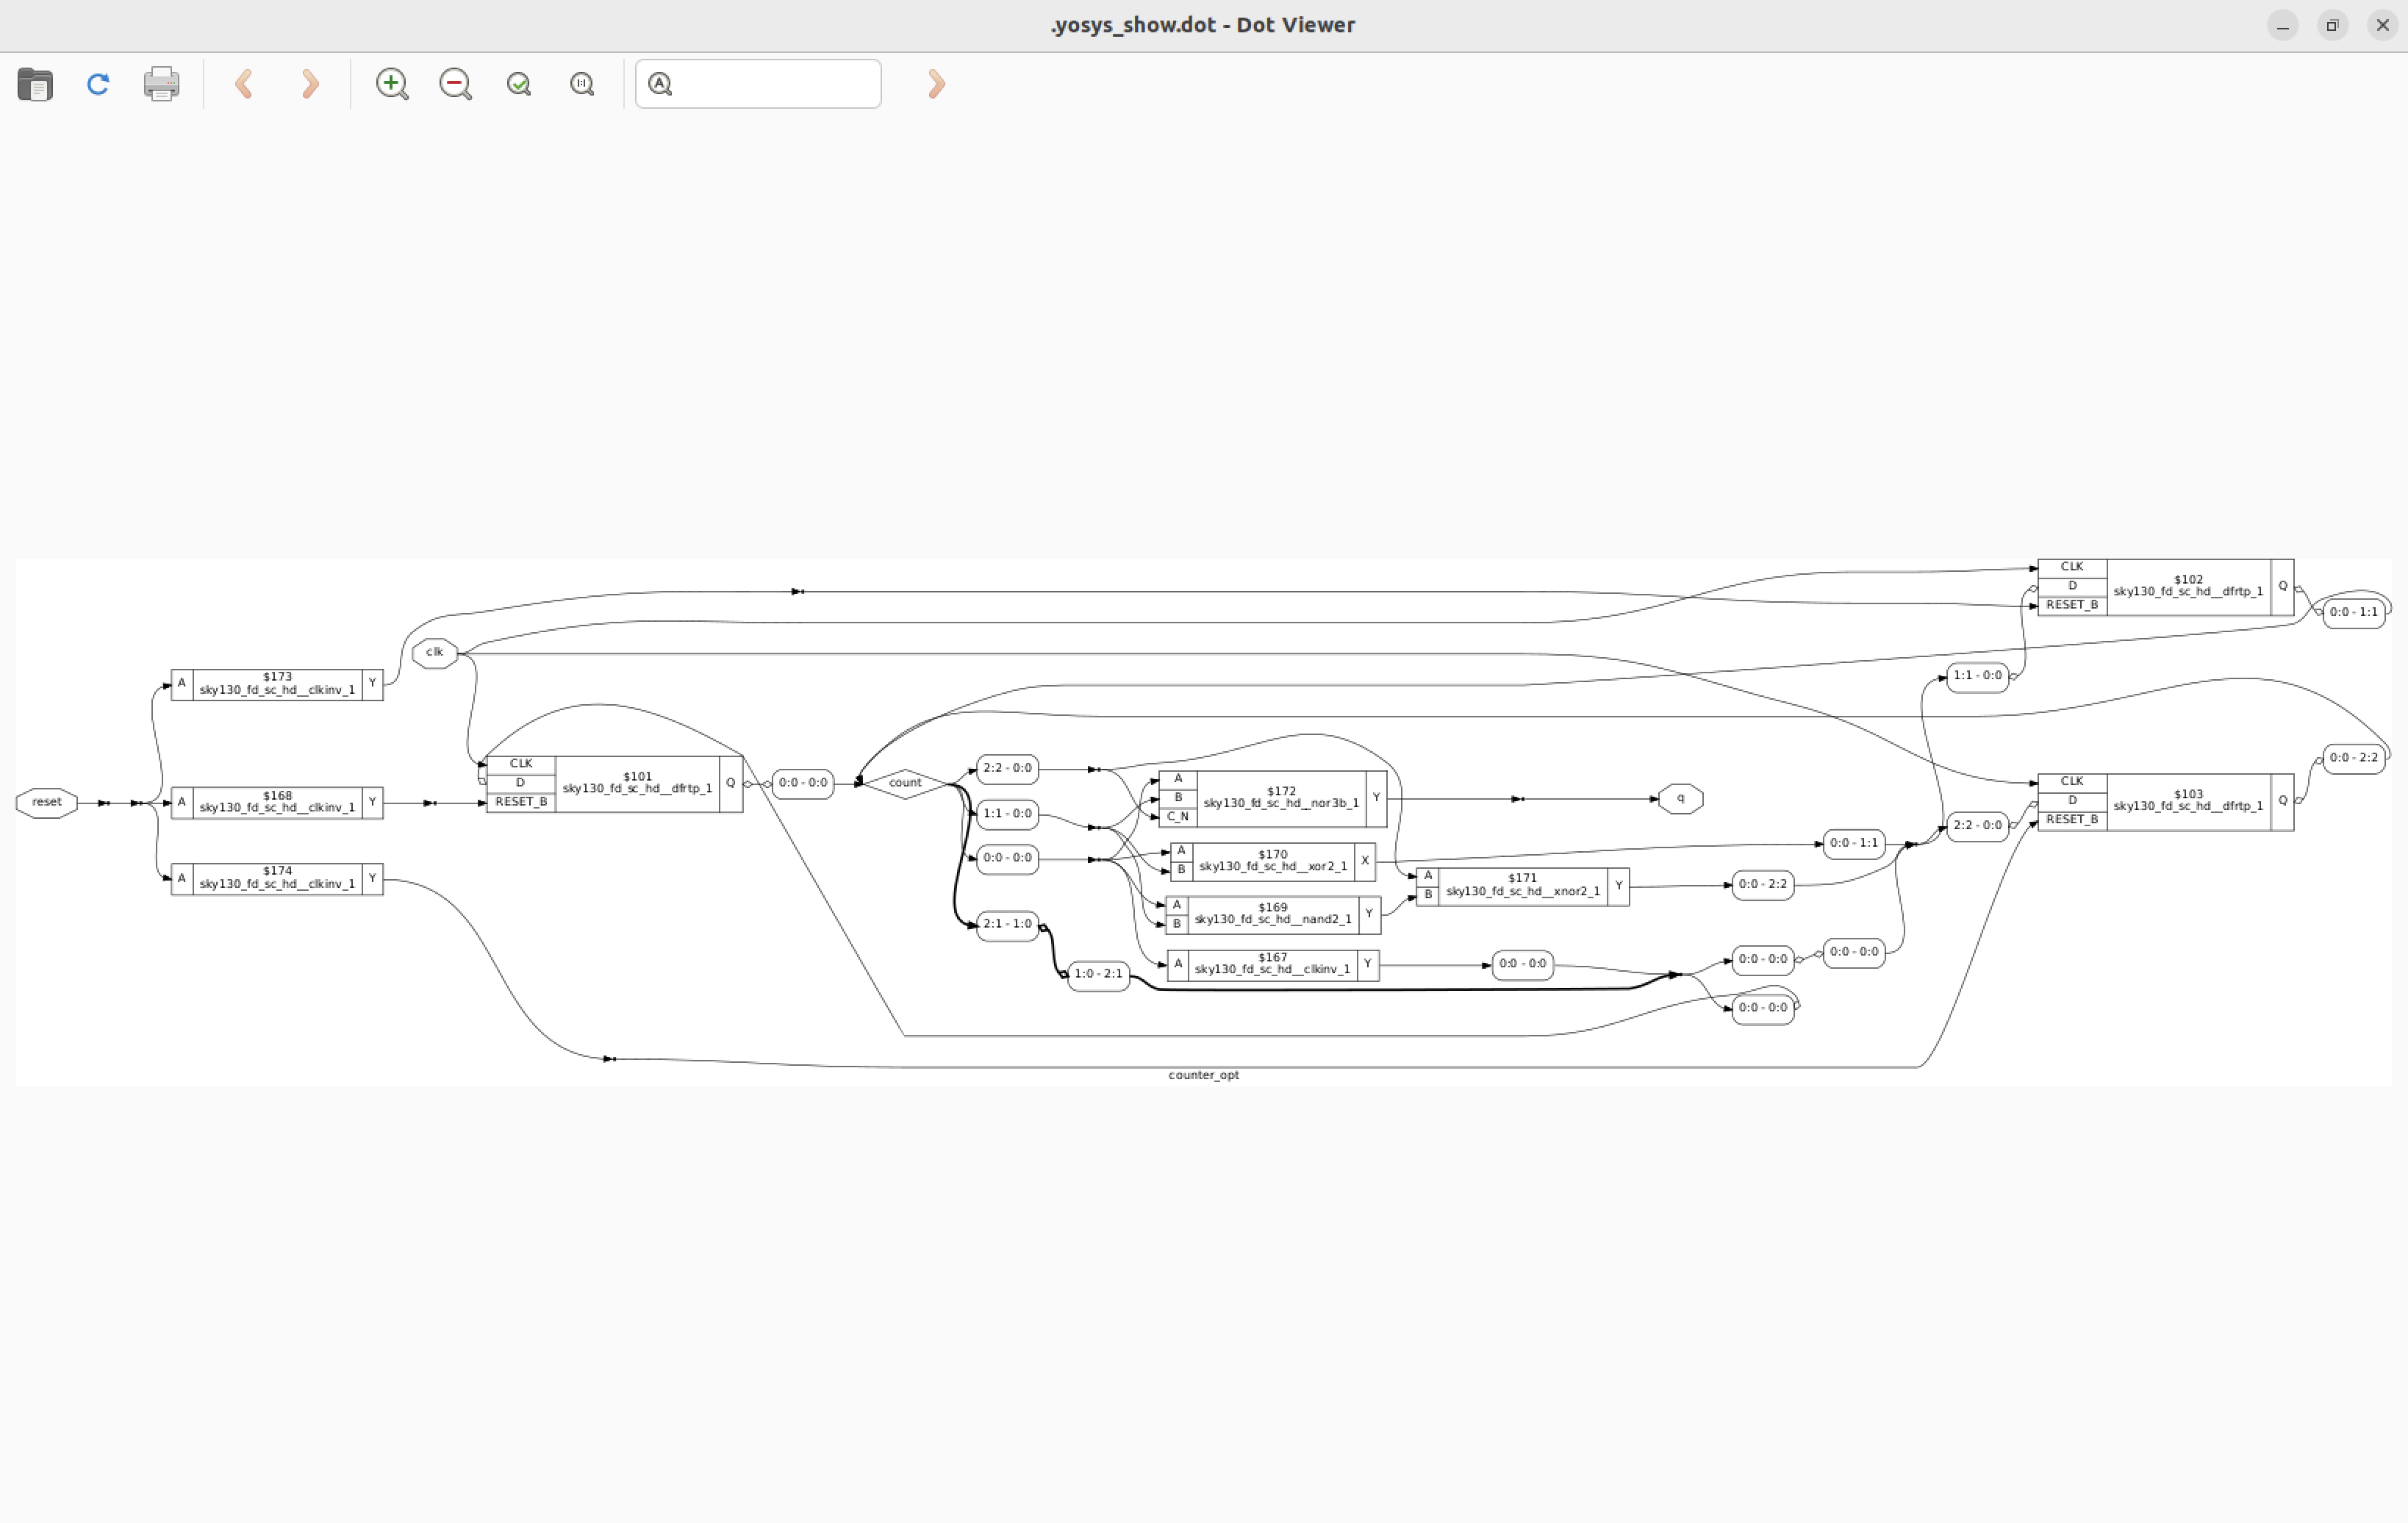 .yosys_show.dot - Dot Viewer
CLK
D
RESET_B
$102
sky130_fd_sc_hd__dfrtp_1
Q
0:0 - 1:1
clk
1:1 - 0:0
A
$173
sky130_fd_sc_hd__clkinv_1
Y
CLK
D
RESET_B
$101
sky130_fd_sc_hd__dfrtp_1
Q
0:0 - 0:0
count
2:2 - 0:0
1:1 - 0:0
0:0 - 0:0
2:1 - 1:0
1:0 - 2:1
A
B
C_N
$172
sky130_fd_sc_hd__nor3b_1
Y
q
0:0 - 2:2
CLK
D
RESET_B
$103
sky130_fd_sc_hd__dfrtp_1
Q
reset
A
$168
sky130_fd_sc_hd__clkinv_1
Y
A
B
$170
sky130_fd_sc_hd__xor2_1
X
0:0 - 1:1
2:2 - 0:0
A
$174
sky130_fd_sc_hd__clkinv_1
Y
A
B
$171
sky130_fd_sc_hd__xnor2_1
Y
0:0 - 2:2
A
B
$169
sky130_fd_sc_hd__nand2_1
Y
A
$167
sky130_fd_sc_hd__clkinv_1
Y
0:0 - 0:0
0:0 - 0:0
0:0 - 0:0
0:0 - 0:0
counter_opt